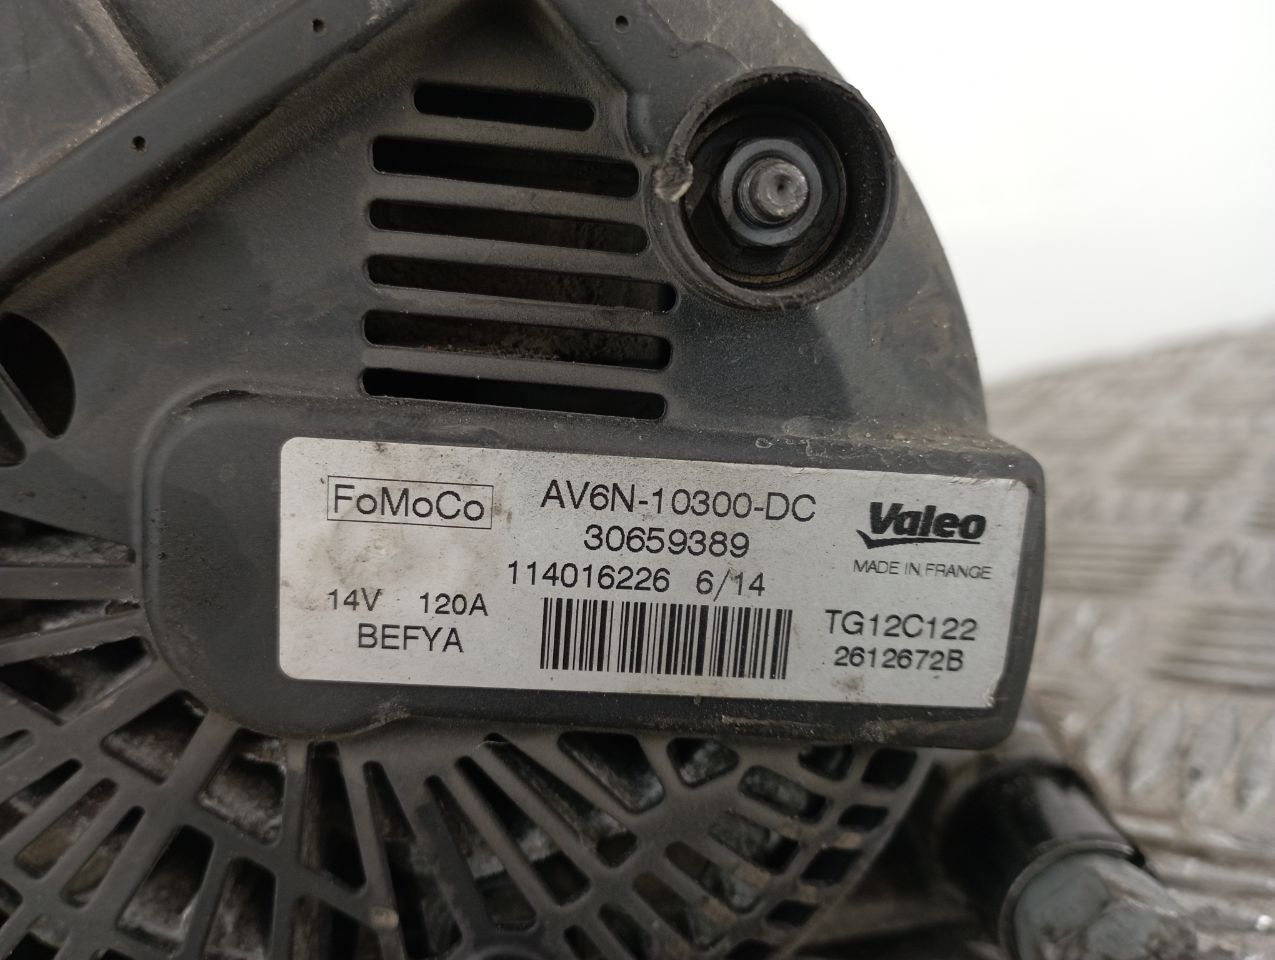 FoMoCo
AV6N-10300-DC
30659389
114016226 6/14
14V 120A
BEFYA
Valeo
MADE IN FRANCE
TG12C122
2612672B